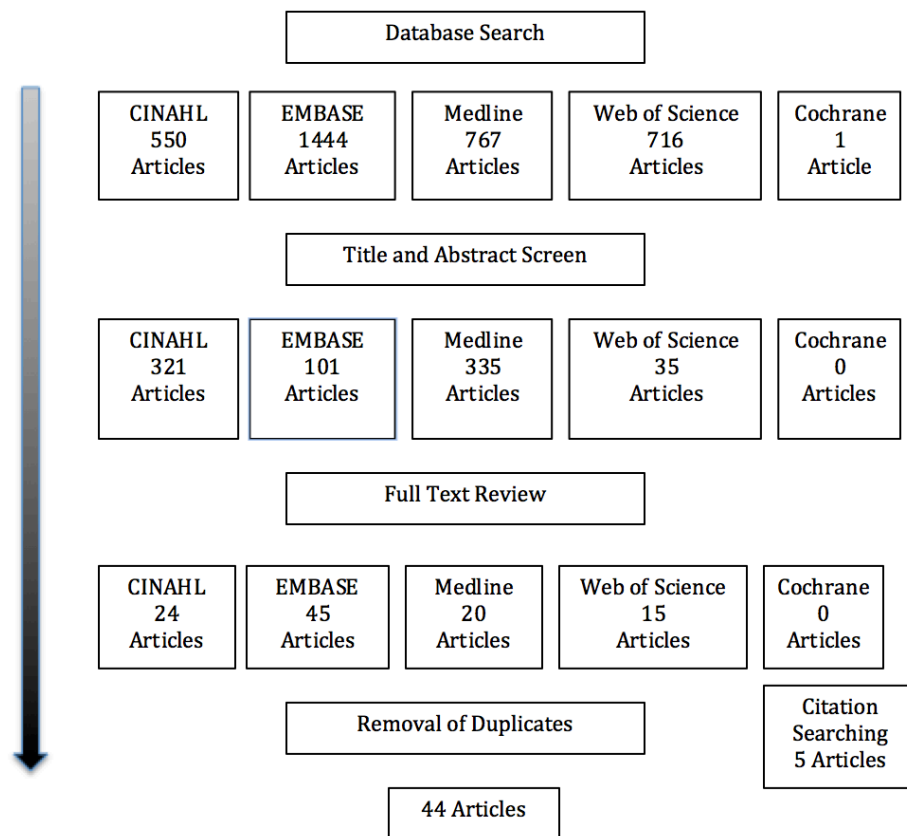 Database Search
CINAHL
550
Articles
EMBASE
1444
Articles
Medline
767
Articles
Web of Science
716
Articles
Cochrane
1
Article
Title and Abstract Screen
CINAHL
321
Articles
EMBASE
101
Articles
Medline
335
Articles
Web of Science
35
Articles
Cochrane
0
Articles
Full Text Review
CINAHL
24
Articles
EMBASE
45
Articles
Medline
20
Articles
Web of Science
15
Articles
Cochrane
0
Articles
Removal of Duplicates
Citation
Searching
5 Articles
44 Articles